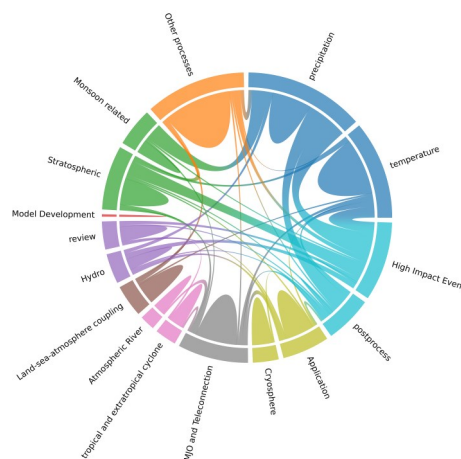 Other processes
precipitation
Monsoon related
temperature
Stratospheric
Model Development
review
High Impact Even
Hydro
postprocess
Land-sea-atmosphere coupling
Atmospheric River
tropical and extratropical cyclone
Application
MJO and Teleconnection
Cryosphere